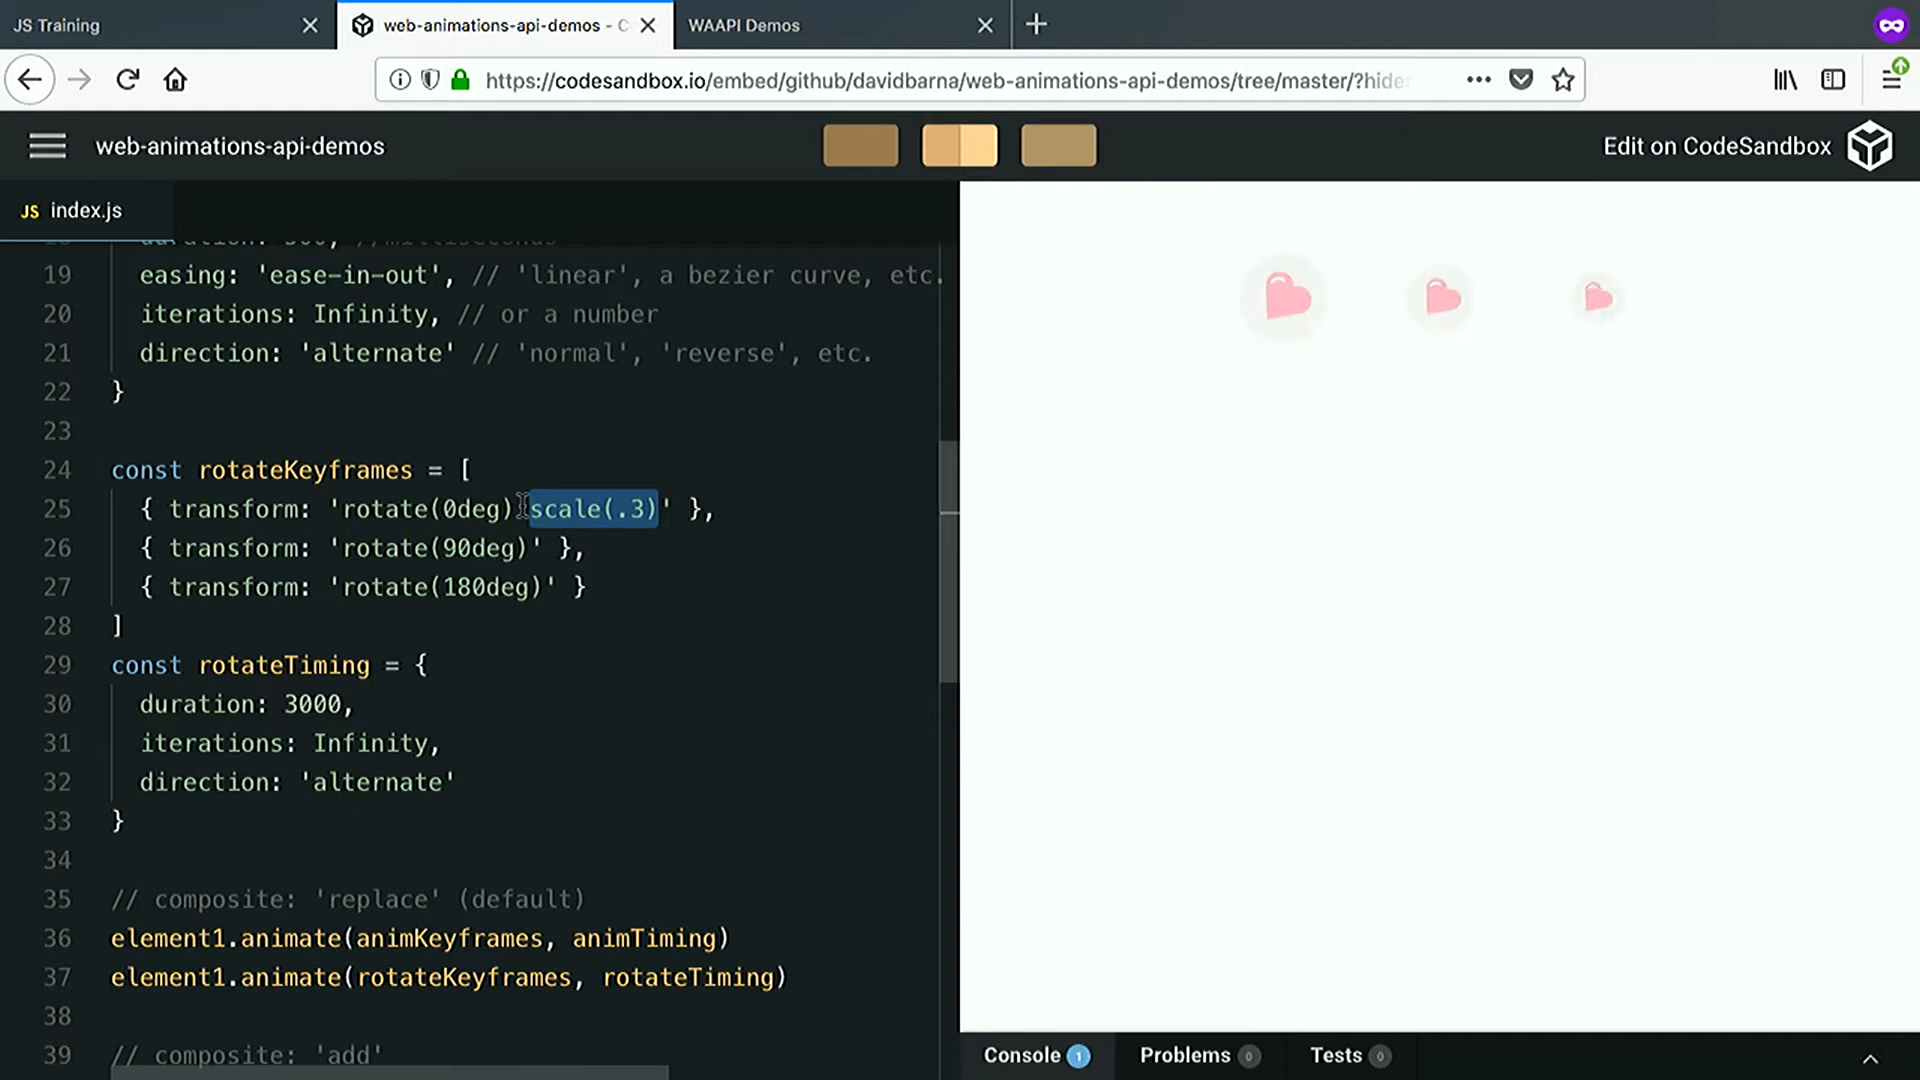 JS Training
web-animations-api-demos - C
WAAPI Demos
https://codesandbox.io/embed/github/davidbarna/web-animations-api-demos/tree/master/?hide
web-animations-api-demos
Edit on CodeSandbox
JS index.js
19 easing: 'ease-in-out', // 'linear', a bezier curve, etc.
20 iterations: Infinity, // or a number
21 direction: 'alternate' // 'normal', 'reverse', etc.
22 }
23
24 const rotateKeyframes = [
25 { transform: 'rotate(0deg) scale(.3)' },
26 { transform: 'rotate(90deg)' },
27 { transform: 'rotate(180deg)' }
28 ]
29 const rotateTiming = {
30 duration: 3000,
31 iterations: Infinity,
32 direction: 'alternate'
33 }
34
35 // composite: 'replace' (default)
36 element1.animate(animKeyframes, animTiming)
37 element1.animate(rotateKeyframes, rotateTiming)
38
39 // composite: 'add'
Console 1 Problems 0 Tests 0